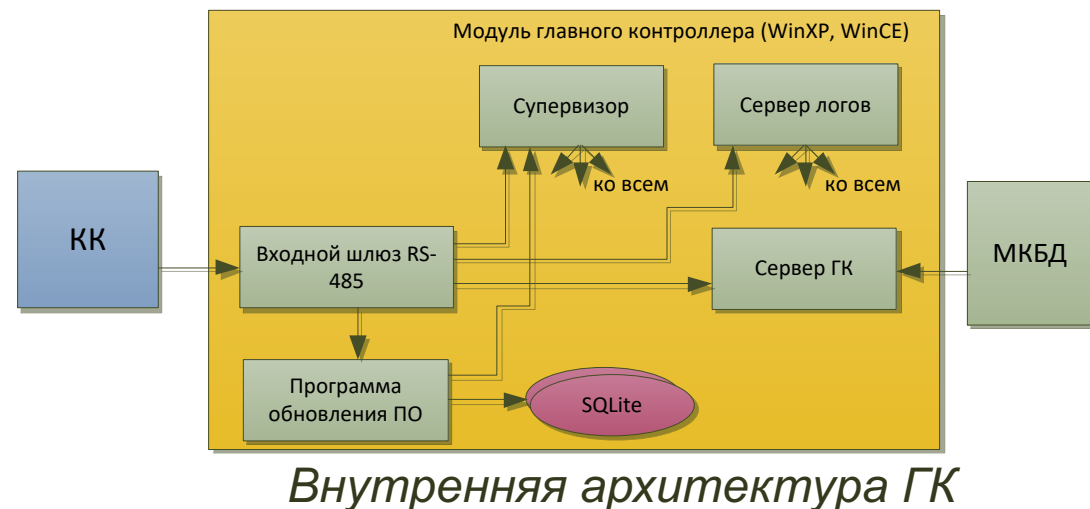 Модуль главного контроллера (WinXP, WinCE)
Супервизор
Сервер логов
ко всем
ко всем
КК
Входной шлюз RS-
485
Сервер ГК
МКБД
Программа
обновления ПО
SQLite
Внутренняя архитектура ГК